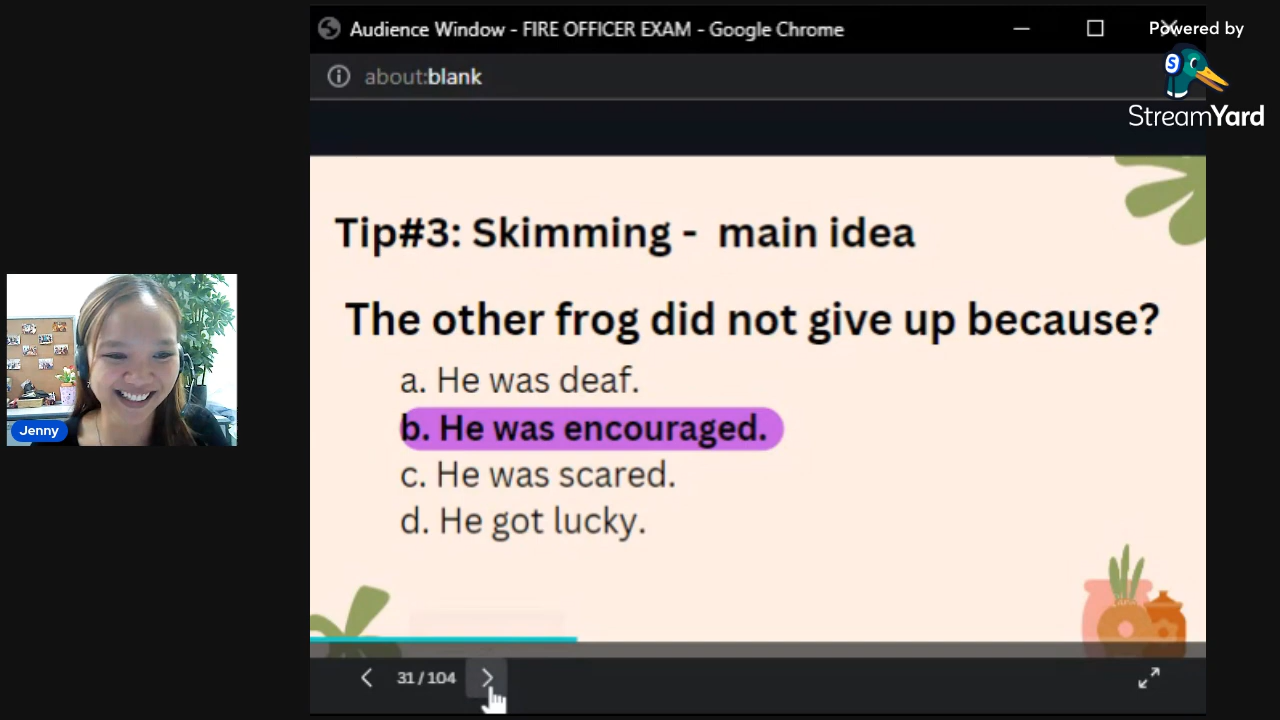 Audience Window - FIRE OFFICER EXAM - Google Chrome
Powered by
about:blank
StreamYard
Tip#3: Skimming - main idea
The other frog did not give up because?
a. He was deaf.
b. He was encouraged.
c. He was scared.
d. He got lucky.
Jenny
31 / 104